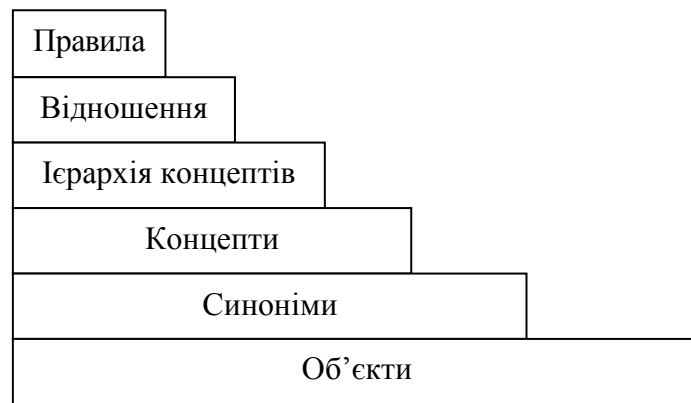 Правила
Відношення
Ієрархія концептів
Концепти
Синоніми
Об’єкти